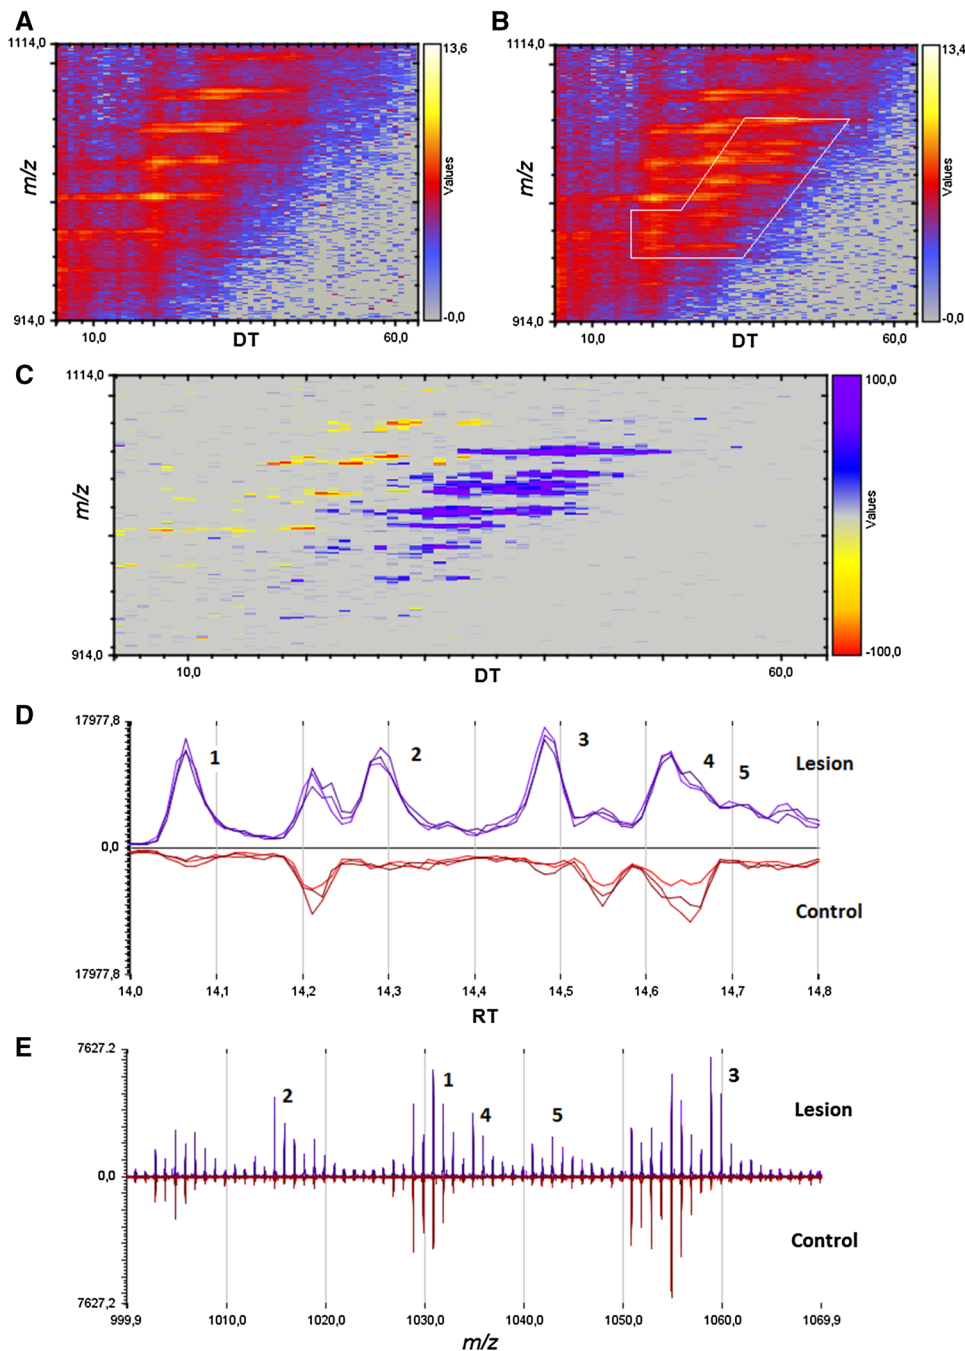 A
1114,0
m/z
914,0
10,0
60,0
DT
13,6
Values
-0,0
B
1114,0
m/z
914,0
10,0
60,0
DT
13,4
Values
-0,0
C
1114,0
m/z
914,0
10,0
60,0
DT
100,0
Values
-100,0
D
17977,8
0,0
17977,8
1
2
3
4
5
Lesion
Control
14,0 14,1 14,2 14,3 14,4 14,5 14,6 14,7 14,8
RT
E
7627.2
0,0
7627,2
2
1
4
5
3
Lesion
Control
999,9 1010,0 1020,0 1030,0 1040,0 1050,0 1060,0 1069,9
m/z